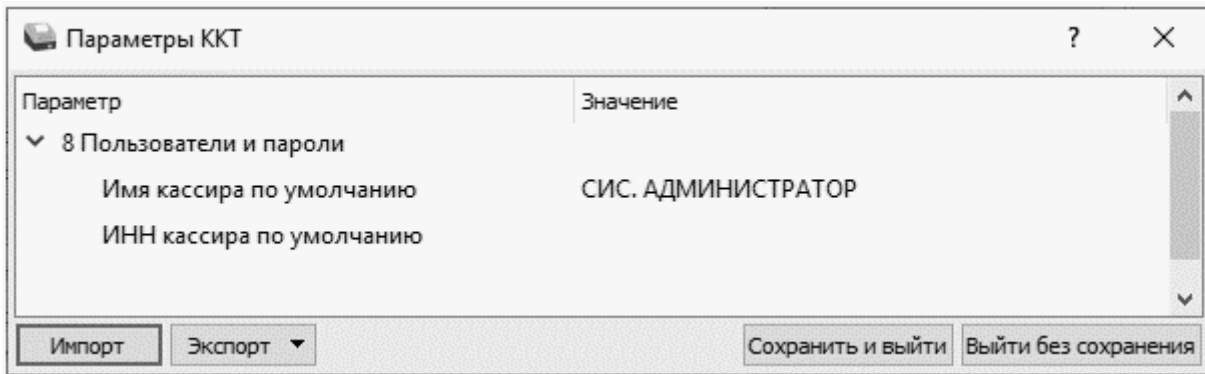 Параметры ККТ ?
Параметр Значение
8 Пользователи и пароли
Имя кассира по умолчанию СИС. АДМИНИСТРАТОР
ИНН кассира по умолчанию
Импорт Экспорт Сохранить и выйти Выйти без сохранения